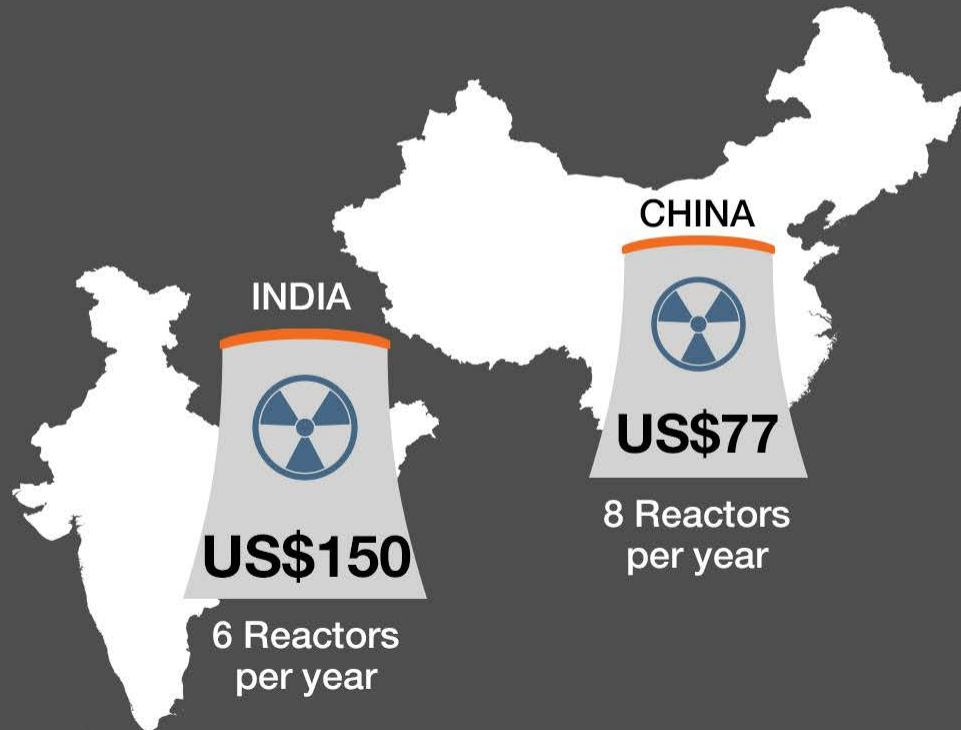 CHINA
US$77
8 Reactors
per year
INDIA
US$150
6 Reactors
per year